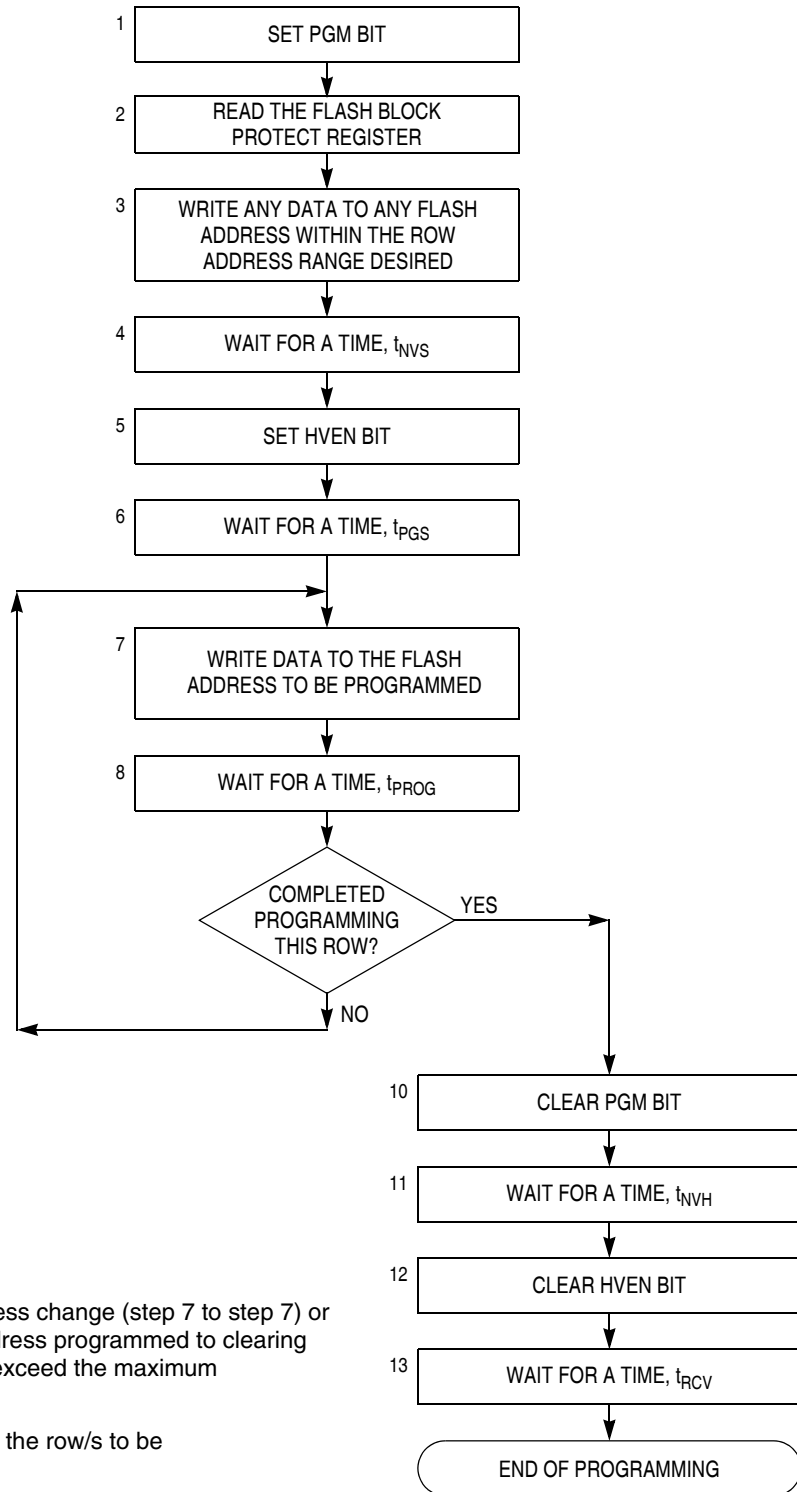 1
SET PGM BIT
2
READ THE FLASH BLOCK
PROTECT REGISTER
3
WRITE ANY DATA TO ANY FLASH
ADDRESS WITHIN THE ROW
ADDRESS RANGE DESIRED
4
WAIT FOR A TIME, tNVS
5
SET HVEN BIT
6
WAIT FOR A TIME, tPGS
7
WRITE DATA TO THE FLASH
ADDRESS TO BE PROGRAMMED
8
WAIT FOR A TIME, tPROG
COMPLETED
PROGRAMMING
THIS ROW?
YES
NO
10
CLEAR PGM BIT
11
WAIT FOR A TIME, tNVH
12
CLEAR HVEN BIT
13
WAIT FOR A TIME, tRCV
END OF PROGRAMMING
ess change (step 7 to step 7) or
dress programmed to clearing
exceed the maximum
the row/s to be